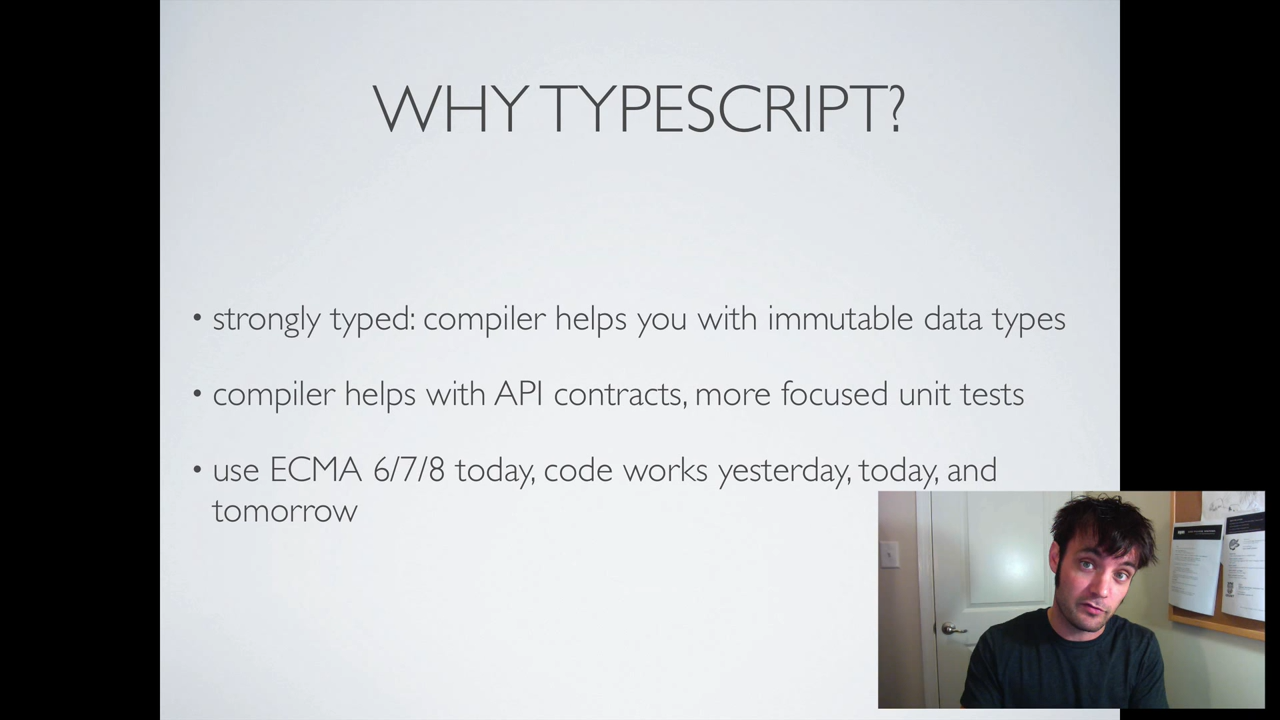 WHY TYPESCRIPT?
• strongly typed: compiler helps you with immutable data types
• compiler helps with API contracts, more focused unit tests
• use ECMA 6/7/8 today, code works yesterday, today, and
tomorrow